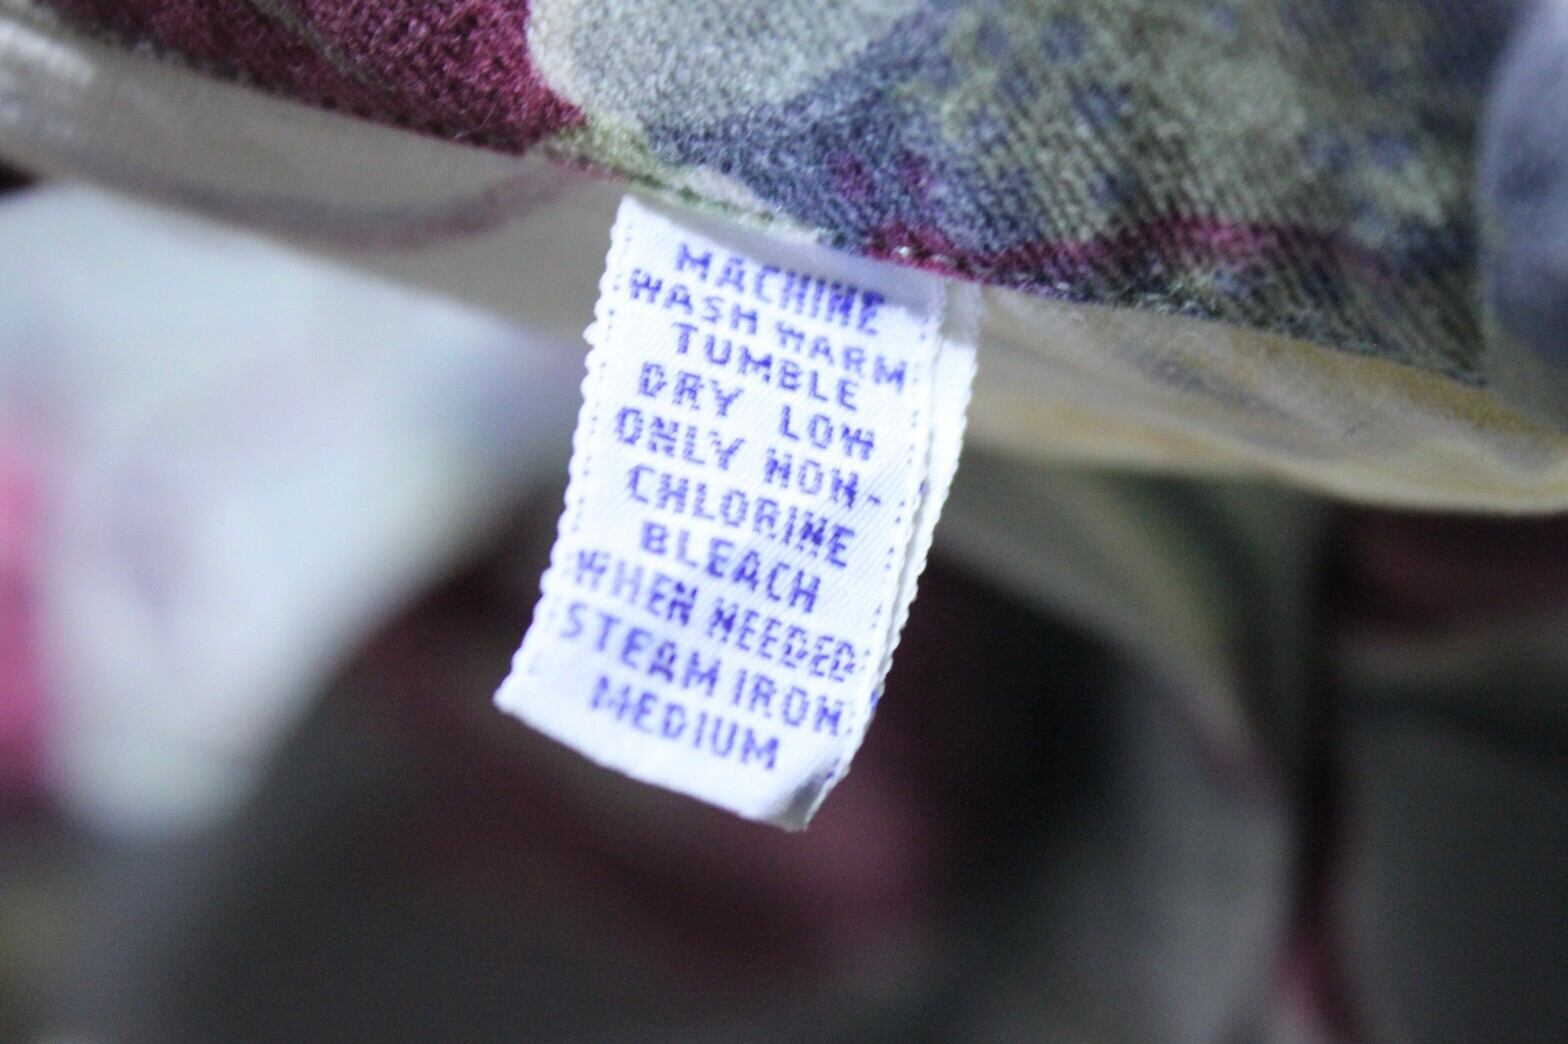 MACHINE
WASH WARM
TUMBLE
DRY LOW
ONLY NON-
CHLORINE
BLEACH
WHEN NEEDED
STEAM IRON
MEDIUM